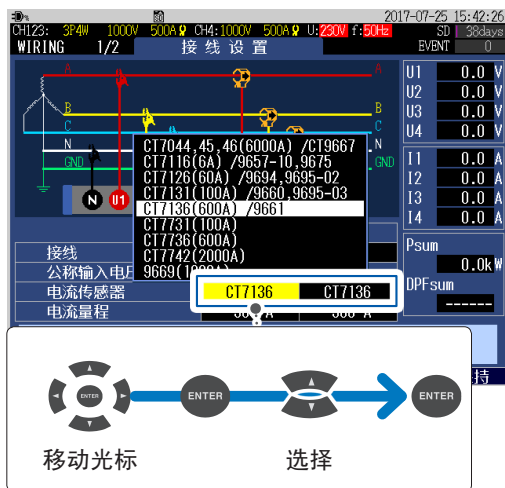 2017-07-25 15:42:26
CH123: 3P4W 1000V 500A CH4:1000V 500A U:230V f:50Hz SD 38days
WIRING 1/2 接线设置 EVENT 0
A A
B B
C C
N N
GND GND
N U1
CT7044,45,46(6000A) /CT9667
CT7116(6A) /9657-10,9675
CT7126(60A) /9694,9695-02
CT7131(100A) /9660,9695-03
CT7136(600A) /9661
CT7731(100A)
CT7736(600A)
CT7742(2000A)
9669(1000A)
U1 0.0 V
U2 0.0 V
U3 0.0 V
U4 0.0 V
I1 0.0 A
I2 0.0 A
I3 0.0 A
I4 0.0 A
Psum
0.0kW
DPFsum
------
接线
公称输入电压
电流传感器 CT7136 CT7136
电流量程
持
ENTER ENTER ENTER
移动光标 选择